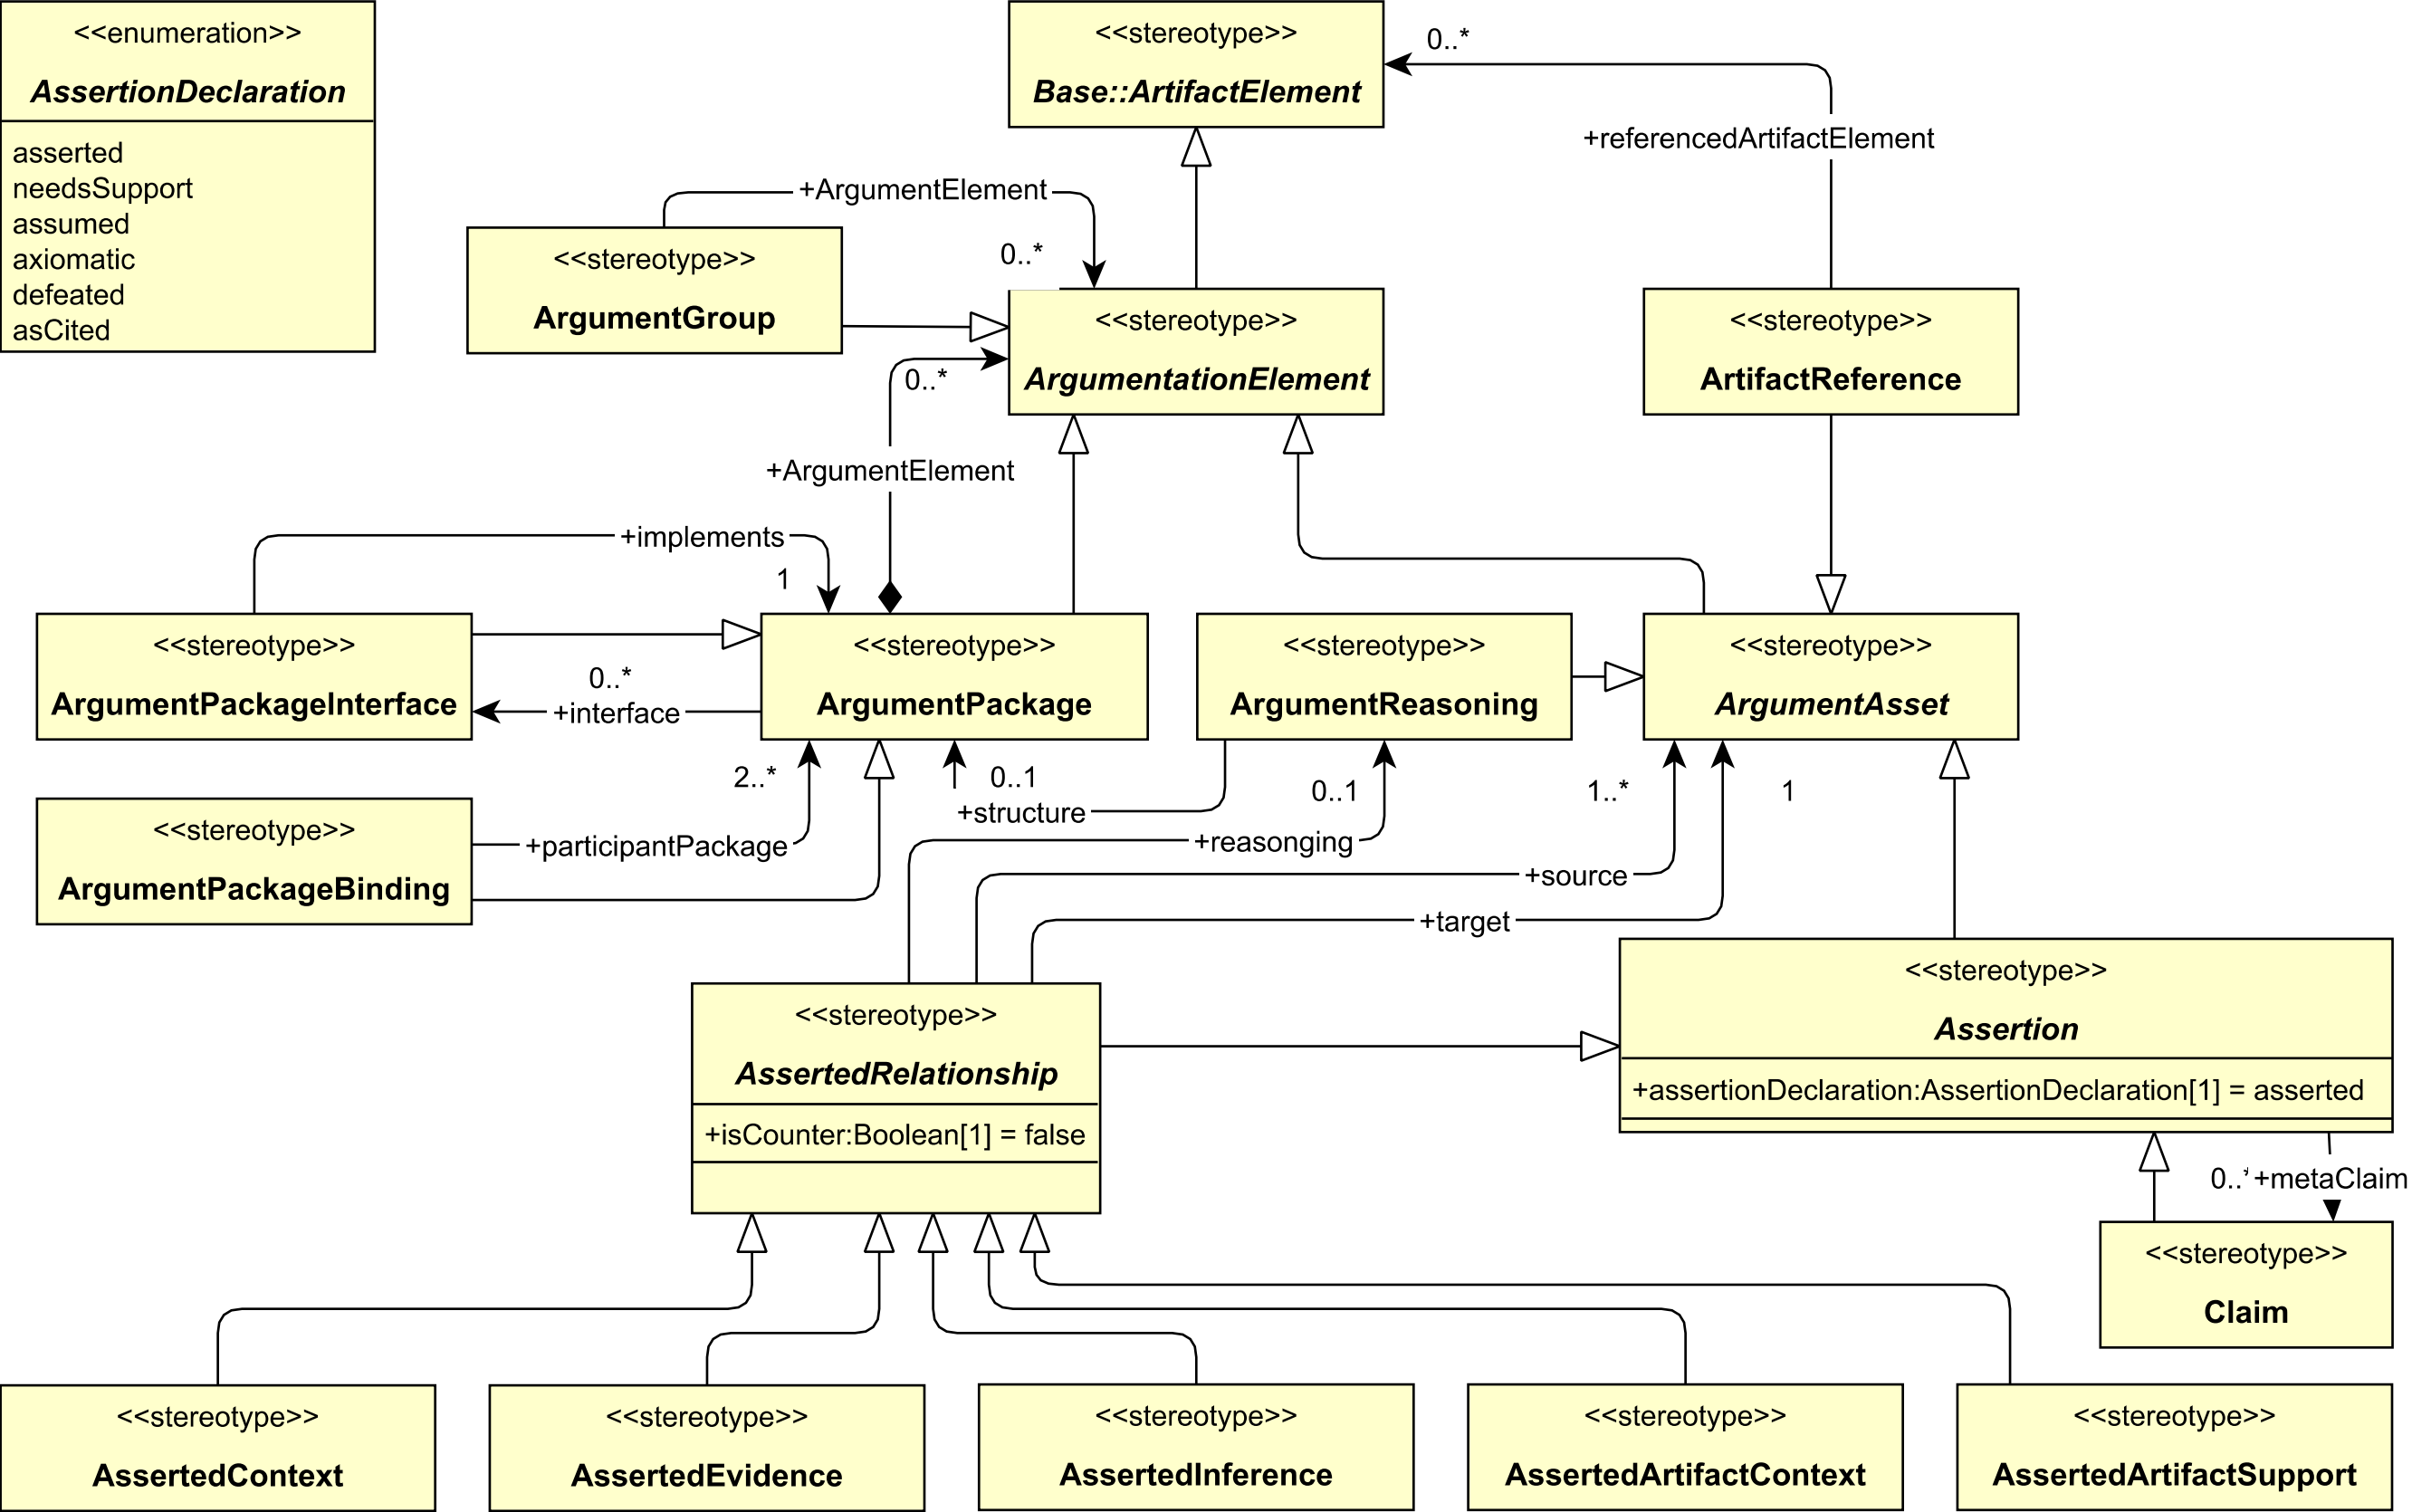 <<enumeration>>
AssertionDeclaration
asserted
needsSupport
assumed
axiomatic
defeated
asCited
<<stereotype>>
Base::ArtifactElement
0..*
+referencedArtifactElement
+ArgumentElement
0..*
<<stereotype>>
ArgumentGroup
<<stereotype>>
ArgumentationElement
<<stereotype>>
ArtifactReference
0..*
+ArgumentElement
+implements
1
<<stereotype>>
ArgumentPackageInterface
0..*
+interface
<<stereotype>>
ArgumentPackage
<<stereotype>>
ArgumentReasoning
<<stereotype>>
ArgumentAsset
2..*
0..1
0..1
1..*
1
<<stereotype>>
ArgumentPackageBinding
+participantPackage
+structure
+reasonging
+source
+target
<<stereotype>>
AssertedRelationship
+isCounter:Boolean[1] = false
<<stereotype>>
Assertion
+assertionDeclaration:AssertionDeclaration[1] = asserted
0..* +metaClaim
<<stereotype>>
Claim
<<stereotype>>
AssertedContext
<<stereotype>>
AssertedEvidence
<<stereotype>>
AssertedInference
<<stereotype>>
AssertedArtifactContext
<<stereotype>>
AssertedArtifactSupport